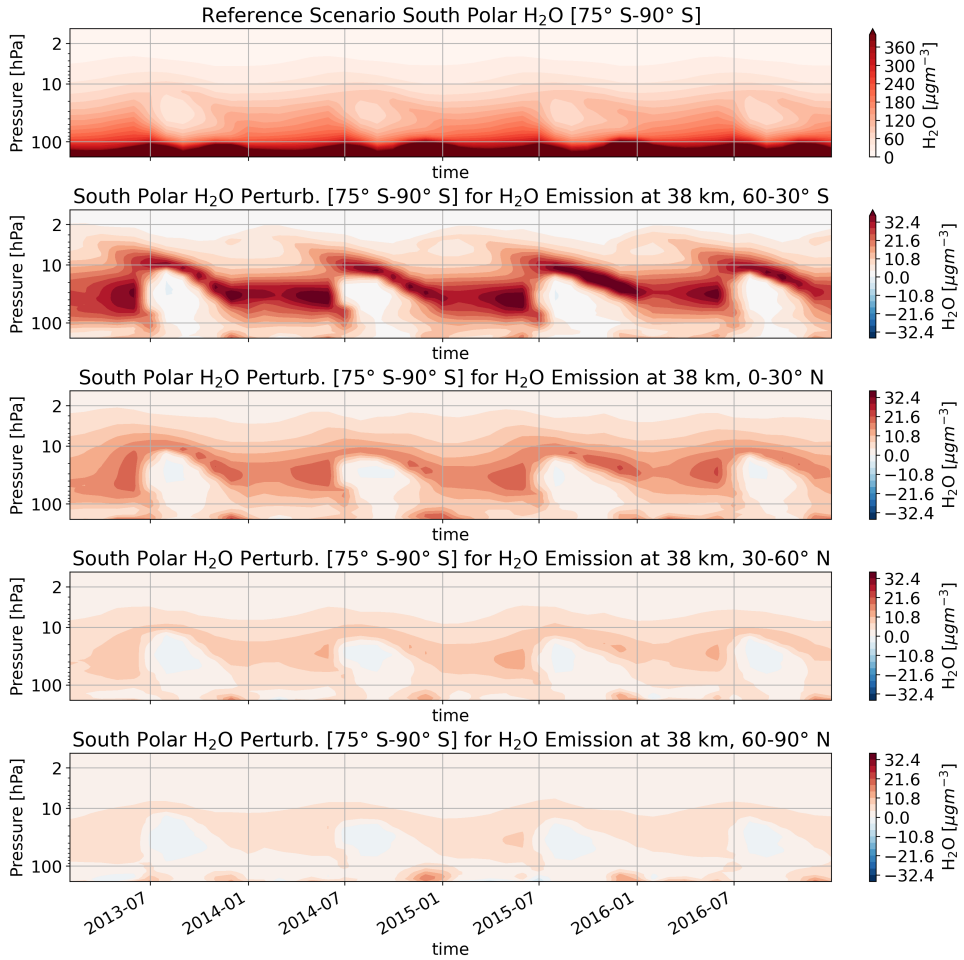 Reference Scenario South Polar H₂O [75° S-90° S]
2
10
100
Pressure [hPa]
time
360
300
240
180
120
60
0
H₂O [μgm⁻³]
South Polar H₂O Perturb. [75° S-90° S] for H₂O Emission at 38 km, 60-30° S
2
10
100
Pressure [hPa]
time
32.4
21.6
10.8
0.0
−10.8
−21.6
−32.4
H₂O [μgm⁻³]
South Polar H₂O Perturb. [75° S-90° S] for H₂O Emission at 38 km, 0-30° N
2
10
100
Pressure [hPa]
time
32.4
21.6
10.8
0.0
−10.8
−21.6
−32.4
H₂O [μgm⁻³]
South Polar H₂O Perturb. [75° S-90° S] for H₂O Emission at 38 km, 30-60° N
2
10
100
Pressure [hPa]
time
32.4
21.6
10.8
0.0
−10.8
−21.6
−32.4
H₂O [μgm⁻³]
South Polar H₂O Perturb. [75° S-90° S] for H₂O Emission at 38 km, 60-90° N
2
10
100
Pressure [hPa]
32.4
21.6
10.8
0.0
−10.8
−21.6
−32.4
H₂O [μgm⁻³]
2013-07
2014-01
2014-07
2015-01
2015-07
2016-01
2016-07
time